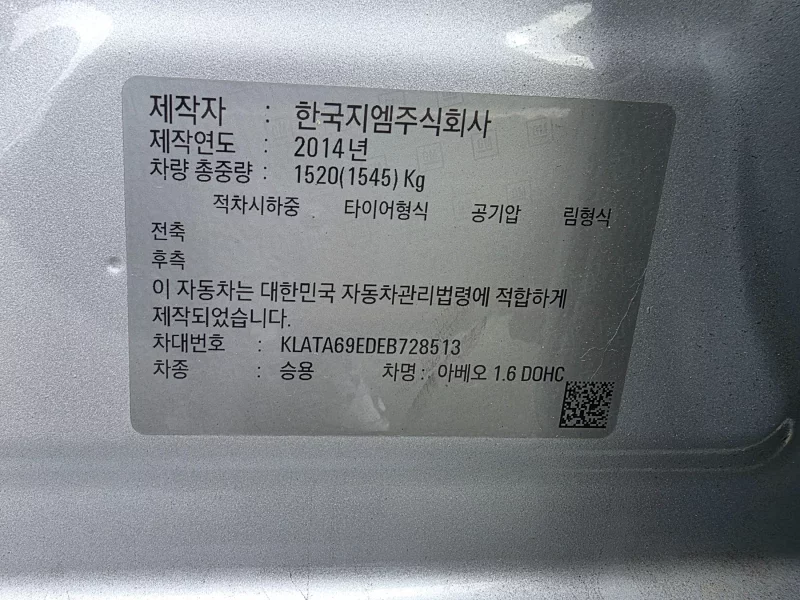 제작자 : 한국지엠주식회사
제작연도 : 2014년
차량 총중량 : 1520(1545) Kg
적차시하중 타이어형식 공기압 림형식
전축
후축
이 자동차는 대한민국 자동차관리법령에 적합하게
제작되었습니다.
차대번호 : KLATA69EDEB728513
차종 : 승용 차명 : 아베오 1.6 DOHC